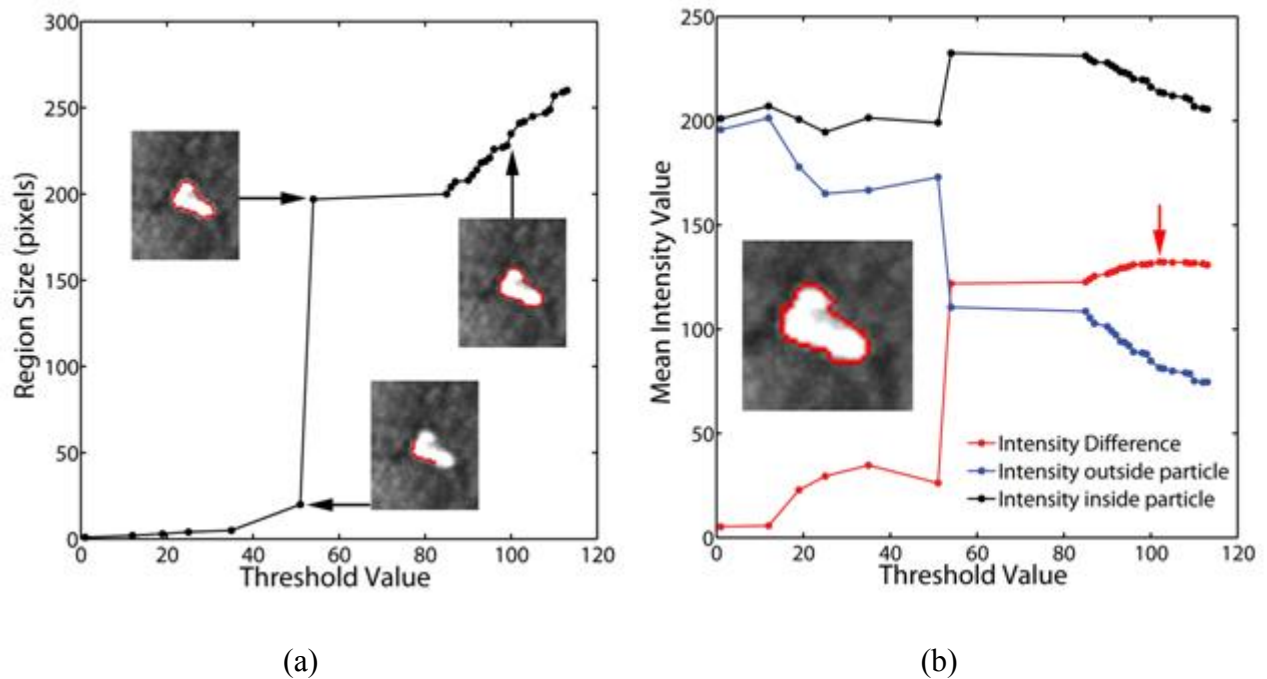 300
250
200
150
100
50
0
Region Size (pixels)
0 20 40 60 80 100 120
Threshold Value
(a)
250
200
150
100
50
0
Mean Intensity Value
Intensity Difference
Intensity outside particle
Intensity inside particle
0 20 40 60 80 100 120
Threshold Value
(b)